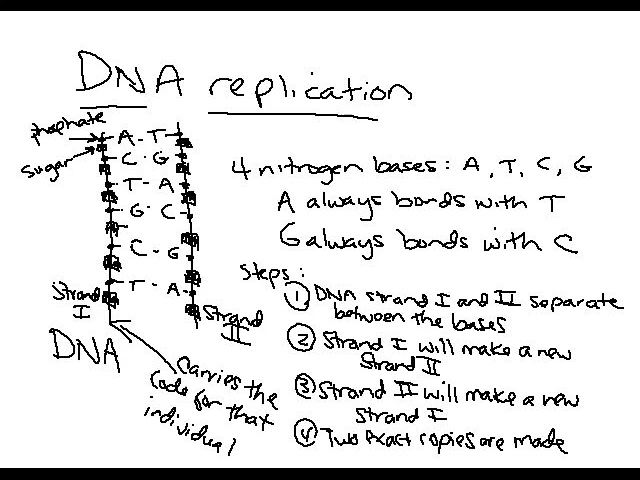 DNA replication
phosphate
sugar
A - T
C - G
T - A
G - C
C - G
T - A
Strand I
Strand II
DNA
carries the
code for that
individual
4 nitrogen bases: A, T, C, G
A always bonds with T
G always bonds with C
Steps:
① DNA strand I and II separate
between the bases
② Strand I will make a new
Strand II
③ Strand II will make a new
Strand I
④ Two exact copies are made